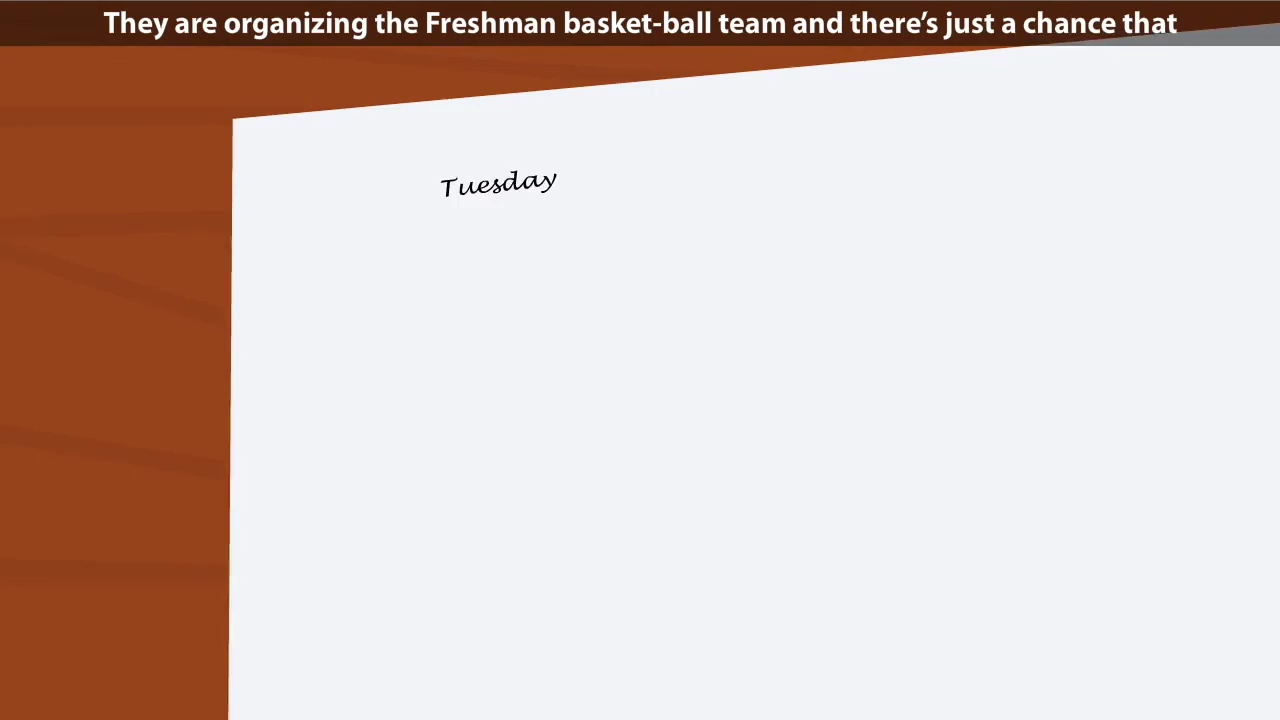 They are organizing the Freshman basket-ball team and there’s just a chance that
Tuesday